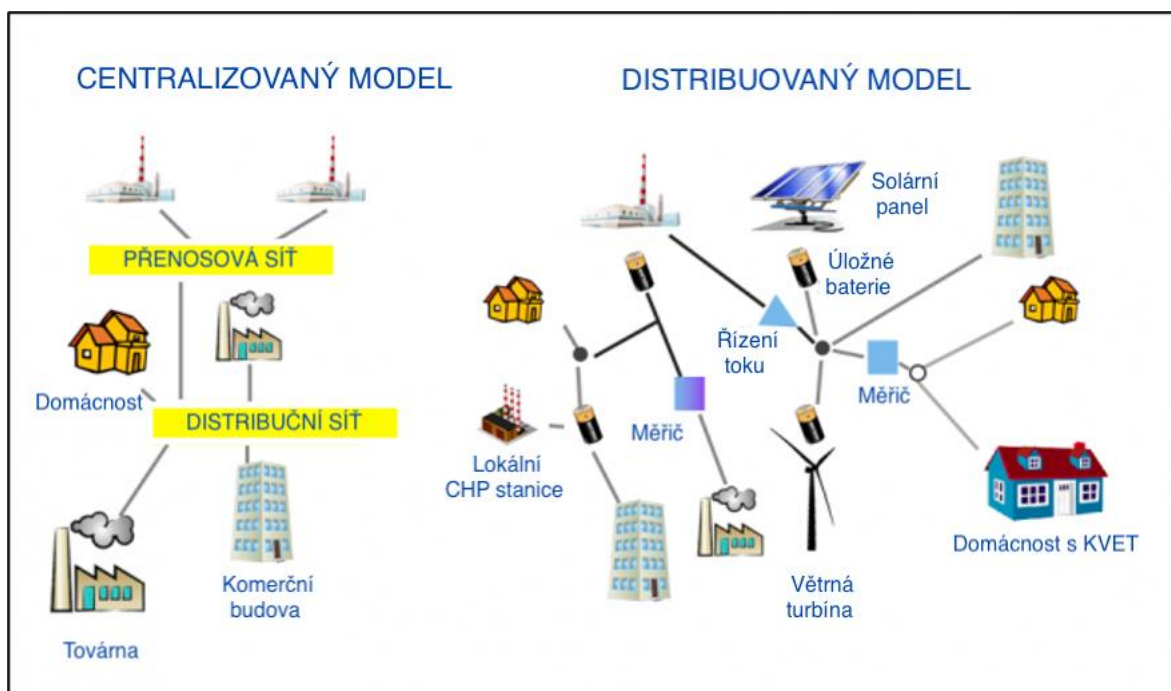 CENTRALIZOVANÝ MODEL
PŘENOSOVÁ SÍŤ
Domácnost
DISTRIBUČNÍ SÍŤ
Komerční
budova
Továrna
DISTRIBUOVANÝ MODEL
Solární
panel
Úložné
baterie
Řízení
toku
Měřič
Měřič
Lokální
CHP stanice
Větrná
turbína
Domácnost s KVET